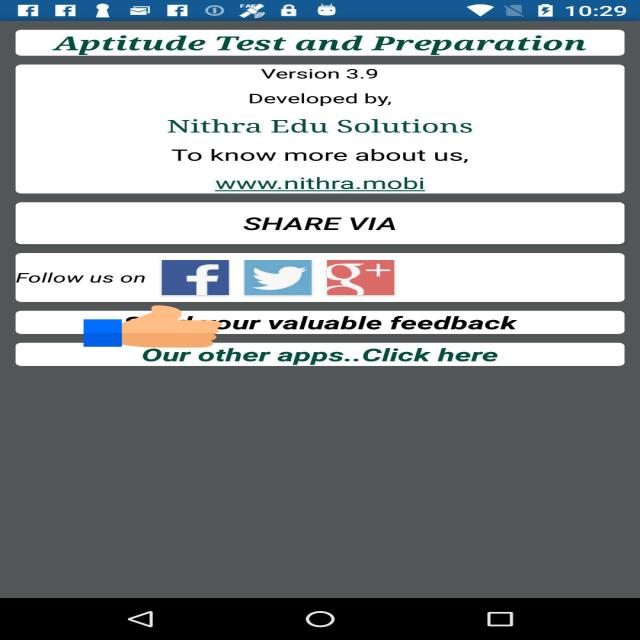 10:29
Aptitude Test and Preparation
Version 3.9
Developed by,
Nithra Edu Solutions
To know more about us,
www.nithra.mobi
SHARE VIA
Follow us on
your valuable feedback
Our other apps..Click here